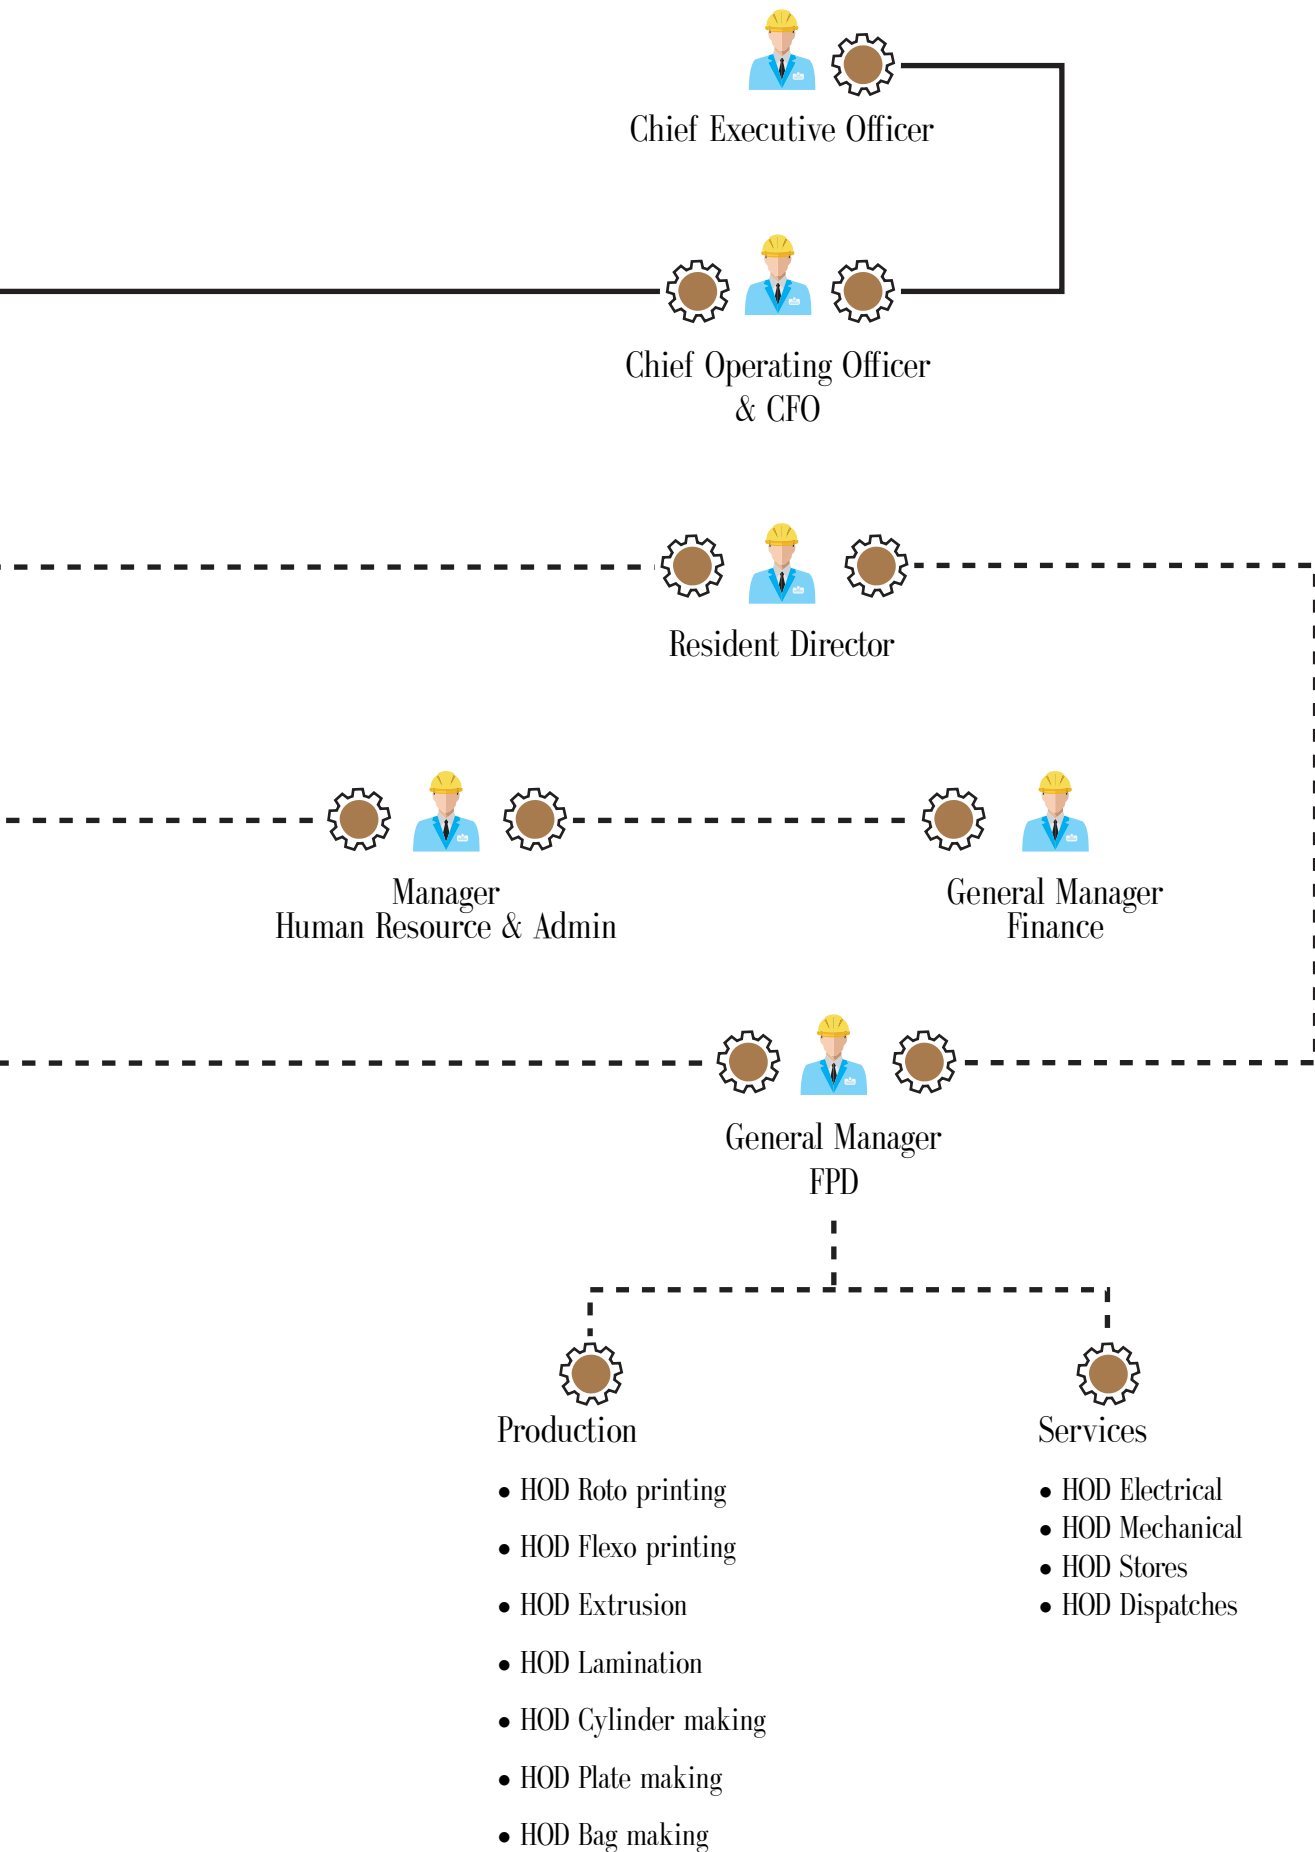 Chief Executive Officer
Chief Operating Officer
& CFO
Resident Director
Manager
Human Resource & Admin
General Manager
Finance
General Manager
FPD
Production
• HOD Roto printing
• HOD Flexo printing
• HOD Extrusion
• HOD Lamination
• HOD Cylinder making
• HOD Plate making
• HOD Bag making
Services
• HOD Electrical
• HOD Mechanical
• HOD Stores
• HOD Dispatches